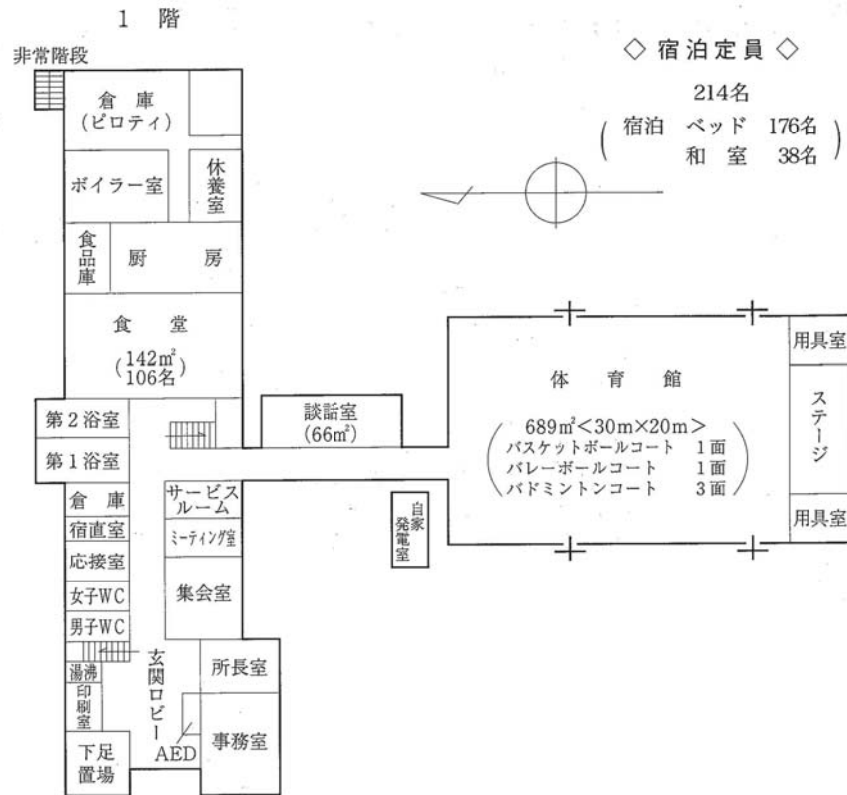 1 階
非常階段
◇ 宿泊定員 ◇
214名
(宿泊 ベッド 176名
和 室 38名)
倉 庫
(ピロティ)
ボイラー室
休養室
食品庫
厨 房
食 堂
(142㎡
106名)
第2浴室
第1浴室
談話室
(66㎡)
体 育 館
(689㎡<30m×20m>
バスケットボールコート 1面
バレーボールコート 1面
バドミントンコート 3面)
用具室
ステージ
用具室
自家
発電室
倉 庫
宿直室
応接室
女子WC
男子WC
湯沸
印刷室
下足
置場
サービス
ルーム
ミーティング室
集会室
玄関ロビー
所長室
事務室
AED